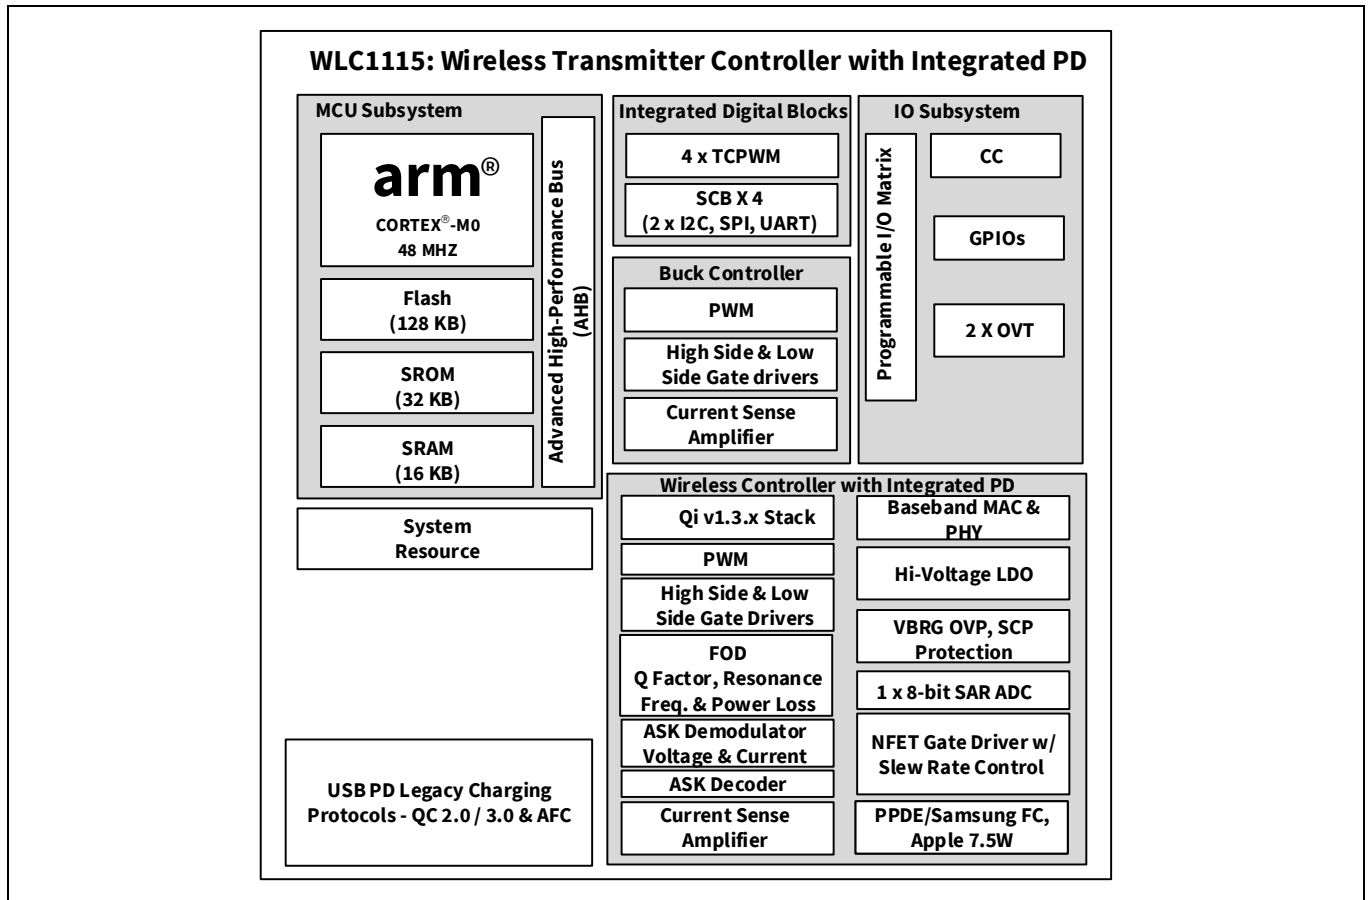 WLC1115: Wireless Transmitter Controller with Integrated PD
MCU Subsystem
arm®
CORTEX®-M0
48 MHZ
Flash
(128 KB)
SROM
(32 KB)
SRAM
(16 KB)
Advanced High-Performance Bus
(AHB)
System
Resource
USB PD Legacy Charging
Protocols - QC 2.0 / 3.0 & AFC
Integrated Digital Blocks
4 x TCPWM
SCB X 4
(2 x I2C, SPI, UART)
Buck Controller
PWM
High Side & Low
Side Gate drivers
Current Sense
Amplifier
IO Subsystem
Programmable I/O Matrix
CC
GPIOs
2 X OVT
Wireless Controller with Integrated PD
Qi v1.3.x Stack
PWM
High Side & Low
Side Gate Drivers
FOD
Q Factor, Resonance
Freq. & Power Loss
ASK Demodulator
Voltage & Current
ASK Decoder
Current Sense
Amplifier
Baseband MAC &
PHY
Hi-Voltage LDO
VBRG OVP, SCP
Protection
1 x 8-bit SAR ADC
NFET Gate Driver w/
Slew Rate Control
PPDE/Samsung FC,
Apple 7.5W